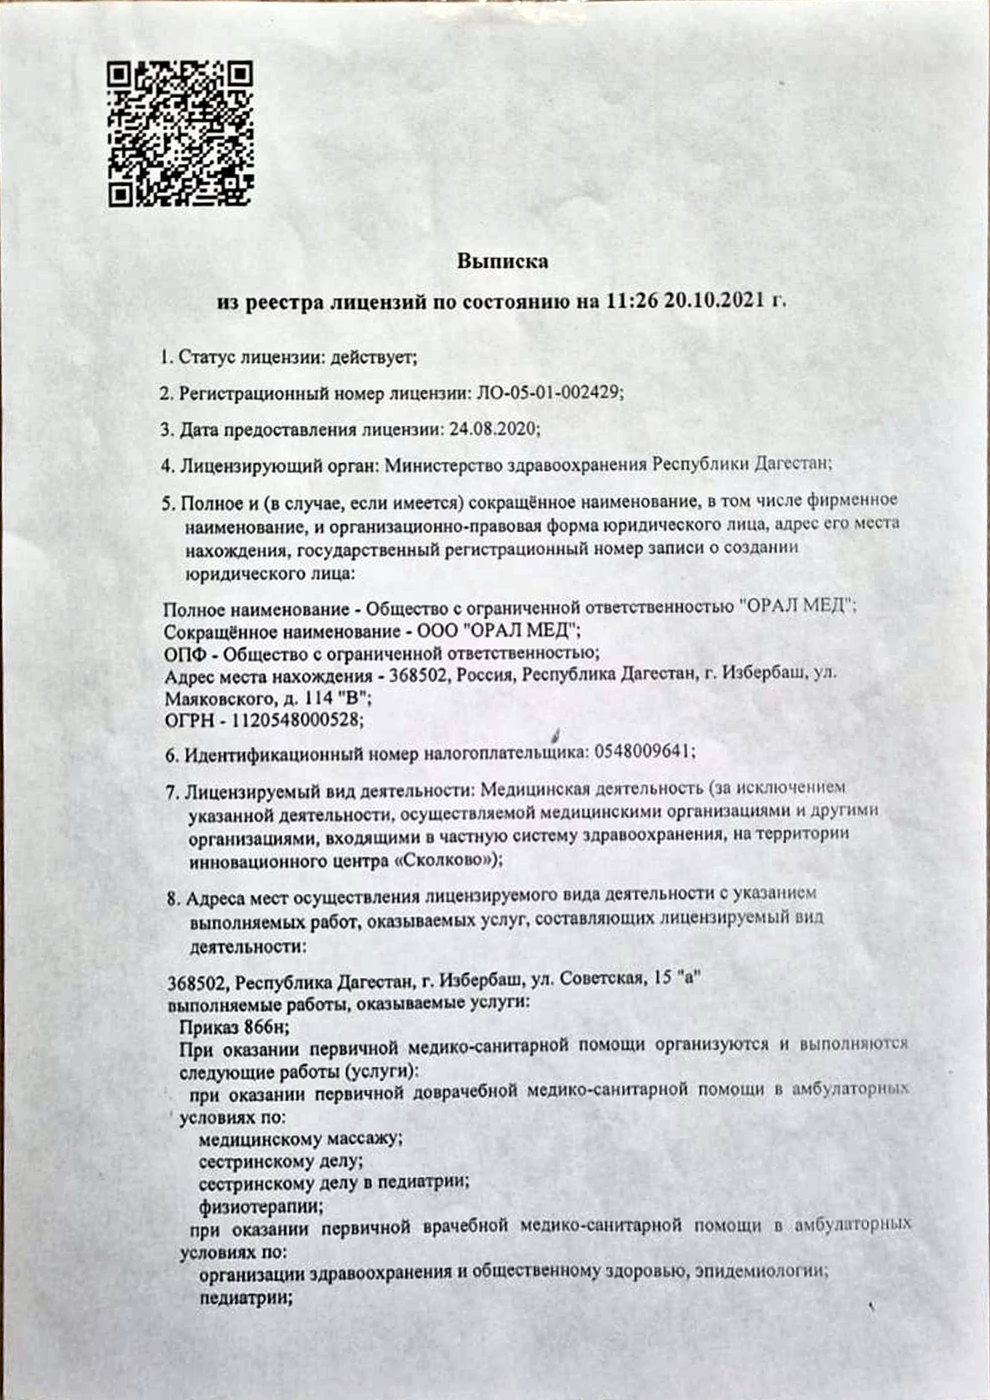 Выписка
из реестра лицензий по состоянию на 11:26 20.10.2021 г.
1. Статус лицензии: действует;
2. Регистрационный номер лицензии: ЛО-05-01-002429;
3. Дата предоставления лицензии: 24.08.2020;
4. Лицензирующий орган: Министерство здравоохранения Республики Дагестан;
5. Полное и (в случае, если имеется) сокращённое наименование, в том числе фирменное
наименование, и организационно-правовая форма юридического лица, адрес его места
нахождения, государственный регистрационный номер записи о создании
юридического лица:
Полное наименование - Общество с ограниченной ответственностью "ОРАЛ МЕД";
Сокращённое наименование - ООО "ОРАЛ МЕД";
ОПФ - Общество с ограниченной ответственностью;
Адрес места нахождения - 368502, Россия, Республика Дагестан, г. Избербаш, ул.
Маяковского, д. 114 "В";
ОГРН - 1120548000528;
6. Идентификационный номер налогоплательщика: 0548009641;
7. Лицензируемый вид деятельности: Медицинская деятельность (за исключением
указанной деятельности, осуществляемой медицинскими организациями и другими
организациями, входящими в частную систему здравоохранения, на территории
инновационного центра «Сколково»);
8. Адреса мест осуществления лицензируемого вида деятельности с указанием
выполняемых работ, оказываемых услуг, составляющих лицензируемый вид
деятельности:
368502, Республика Дагестан, г. Избербаш, ул. Советская, 15 "а"
выполняемые работы, оказываемые услуги:
Приказ 866н;
При оказании первичной медико-санитарной помощи организуются и выполняются
следующие работы (услуги):
при оказании первичной доврачебной медико-санитарной помощи в амбулаторных
условиях по:
медицинскому массажу;
сестринскому делу;
сестринскому делу в педиатрии;
физиотерапии;
при оказании первичной врачебной медико-санитарной помощи в амбулаторных
условиях по:
организации здравоохранения и общественному здоровью, эпидемиологии;
педиатрии;